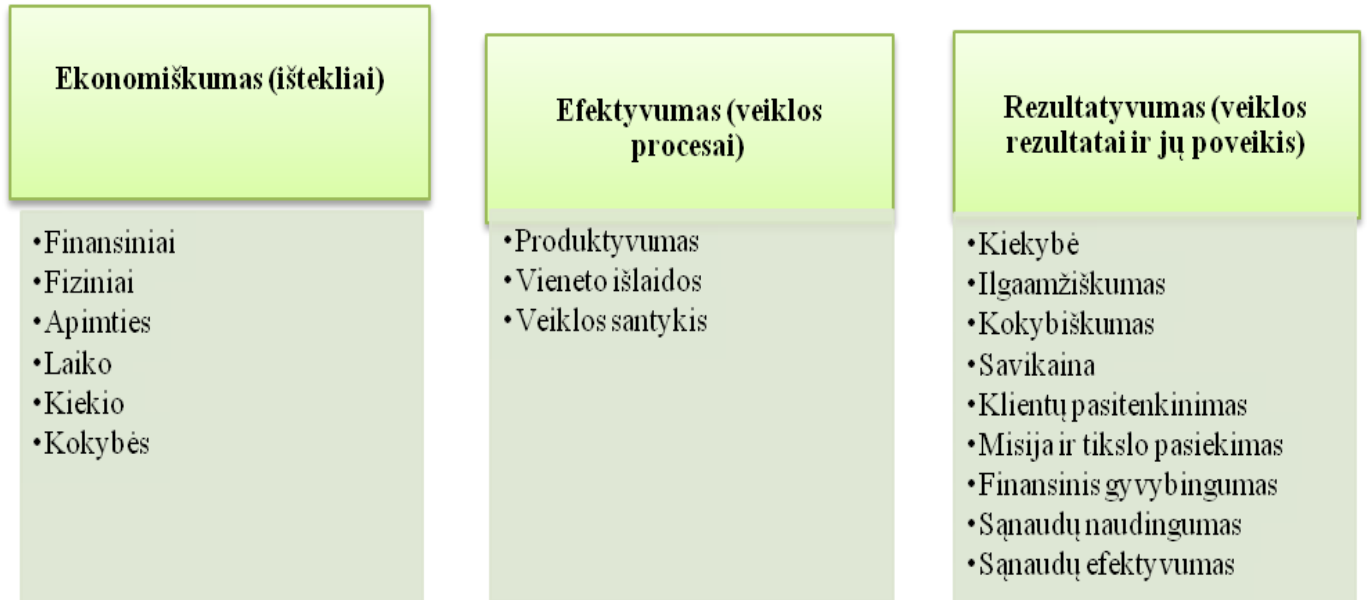 Ekonomiškumas (ištekliai)
•Finansiniai
•Fiziniai
•Apimties
•Laiko
•Kiekio
•Kokybės
Efektyvumas (veiklos
procesai)
•Produktyvumas
•Vieneto išlaidos
•Veiklos santykis
Rezultatyvumas (veiklos
rezultatai ir jų poveikis)
•Kiekybė
•Ilgaamžiškumas
•Kokybiškumas
•Savikaina
•Klientų pasitenkinimas
•Misija ir tikslo pasiekimas
•Finansinis gyvybingumas
•Sąnaudų naudingumas
•Sąnaudų efektyvumas